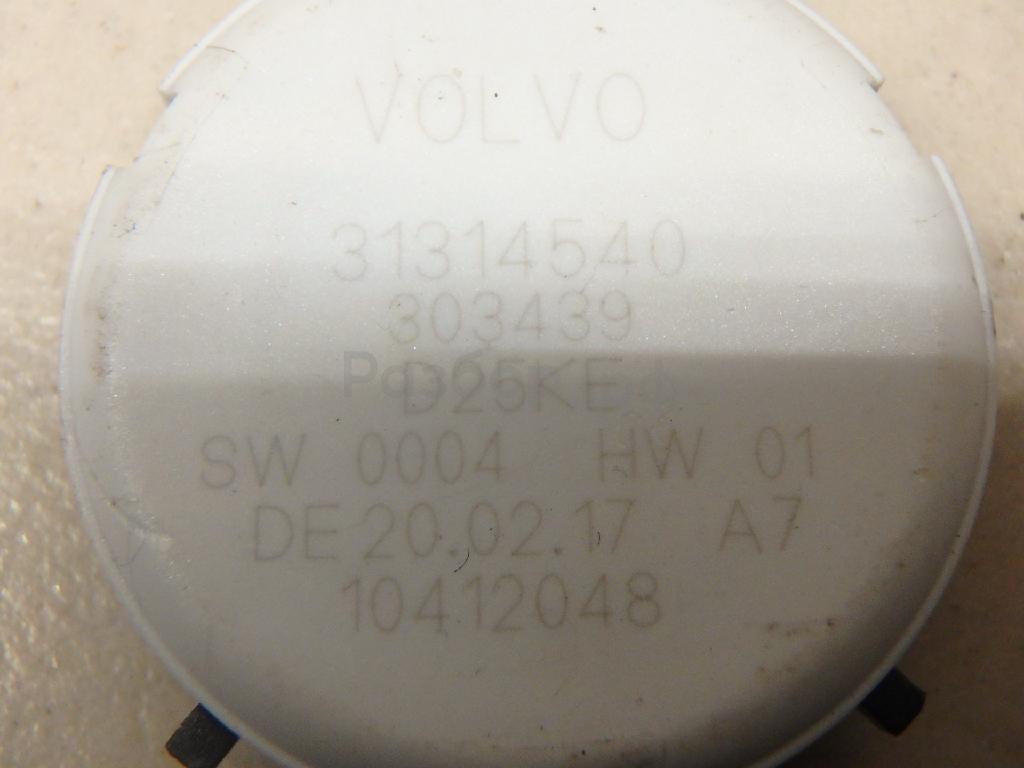 VOLVO
31314540
303439
D25KE
SW 0004 HW 01
DE 20.02.17 A7
10412048